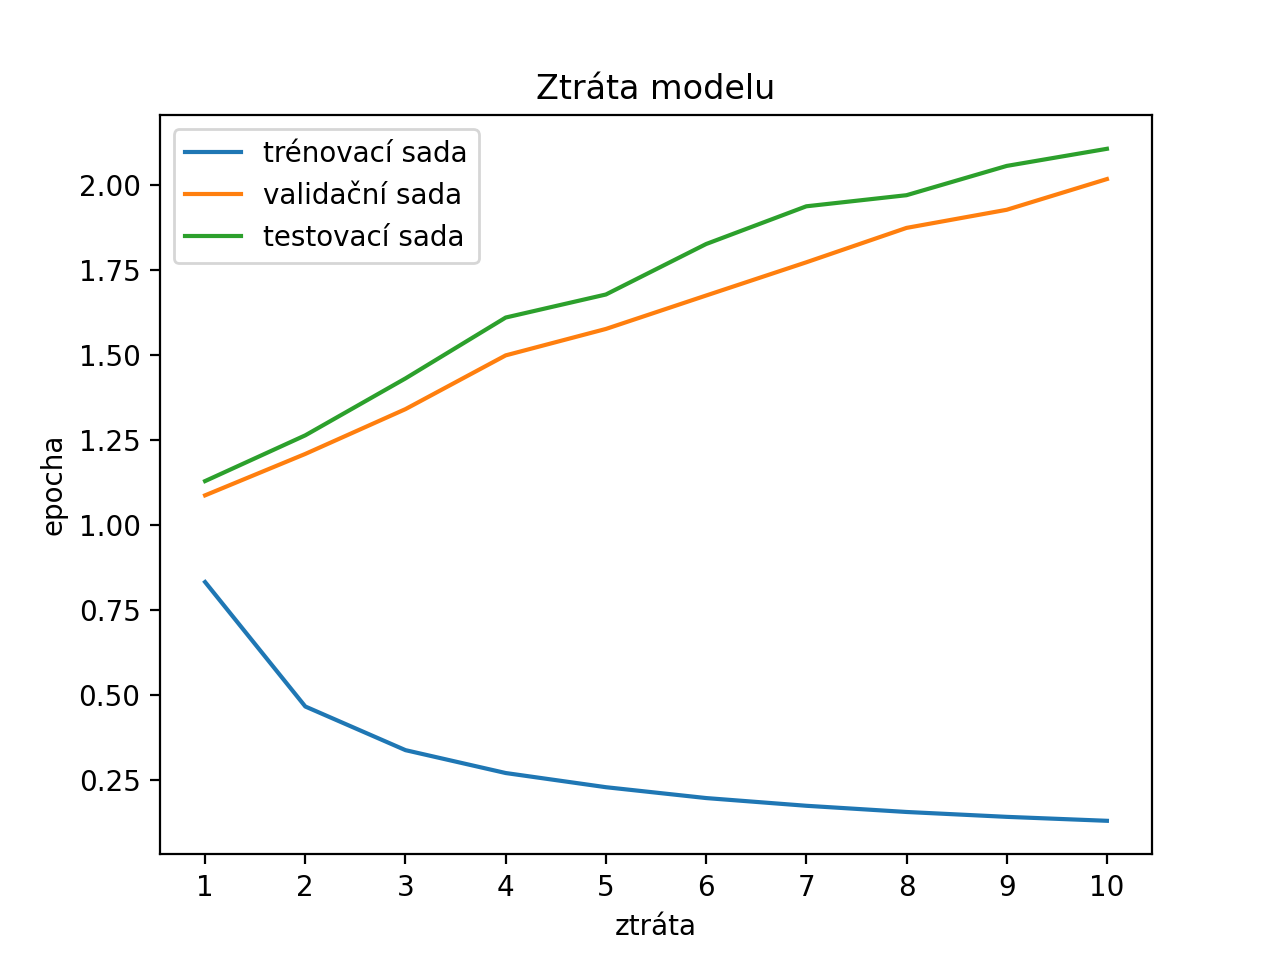 Ztráta modelu
trénovací sada
validační sada
testovací sada
2.00
1.75
1.50
1.25
1.00
0.75
0.50
0.25
epocha
1 2 3 4 5 6 7 8 9 10
ztráta